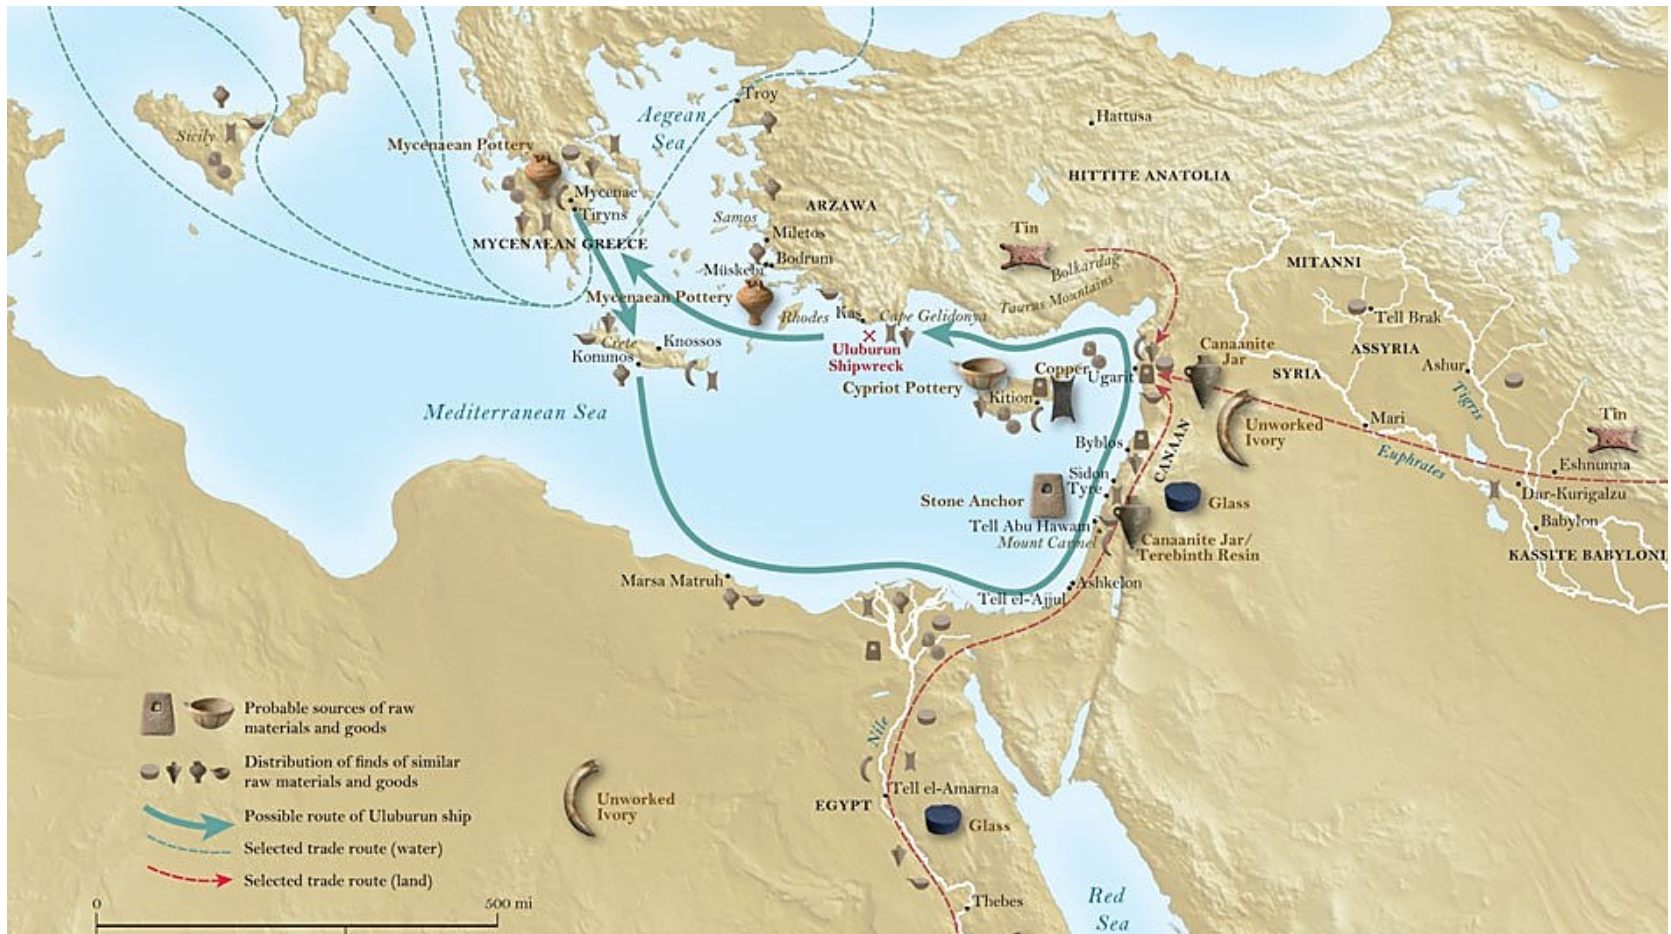 Troy
Aegean
Sea
Hattusa
Sicily
Mycenaean Pottery
HITTITE ANATOLIA
Mycenae
Tiryns
ARZAWA
Samos
Miletos
Tin
MYCENAEAN GREECE
Bodrum
Müskebi
Bolkardag
Taurus Mountains
MITANNI
Mycenaean Pottery
Rhodes
Kas
Cape Gelidonya
Tell Brak
Crete
Knossos
Kommos
Uluburun
Shipwreck
Canaanite
Jar
ASSYRIA
Ashur
SYRIA
Copper
Ugarit
Cypriot Pottery
Kition
Tigris
Mediterranean Sea
Mari
Tin
Unworked
Ivory
Byblos
CANAAN
Euphrates
Eshnunna
Sidon
Tyre
Stone Anchor
Glass
Dar-Kurigalzu
Tell Abu Hawam
Babylon
Mount Carmel
Canaanite Jar/
Terebinth Resin
KASSITE BABYLONI
Marsa Matruh
Ashkelon
Tell el-Ajjul
Probable sources of raw
materials and goods
Nile
Distribution of finds of similar
raw materials and goods
Unworked
Ivory
Tell el-Amarna
EGYPT
Possible route of Uluburun ship
Glass
Selected trade route (water)
Selected trade route (land)
0
500 mi
Thebes
Red
Sea